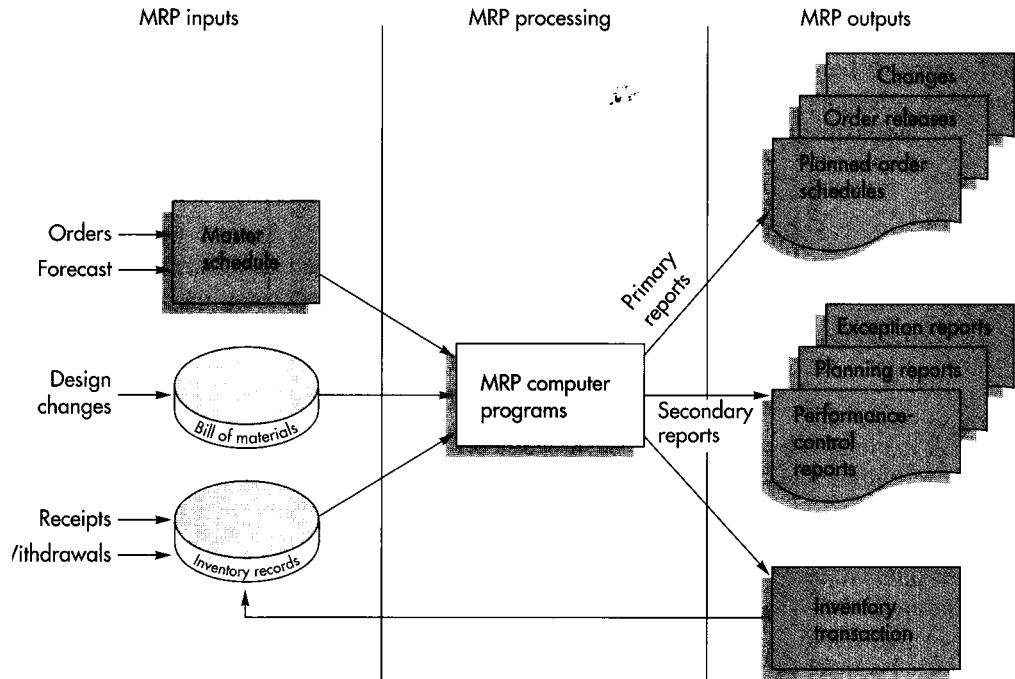 MRP inputs
MRP processing
MRP outputs
Orders
Forecast
Master
schedule
Design
changes
Bill of materials
Receipts
/ithdrawals
Inventory records
MRP computer
programs
Primary
reports
Secondary
reports
Changes
Order releases
Planned-order
schedules
Exception reports
Planning reports
Performance-
control
reports
Inventory
transaction